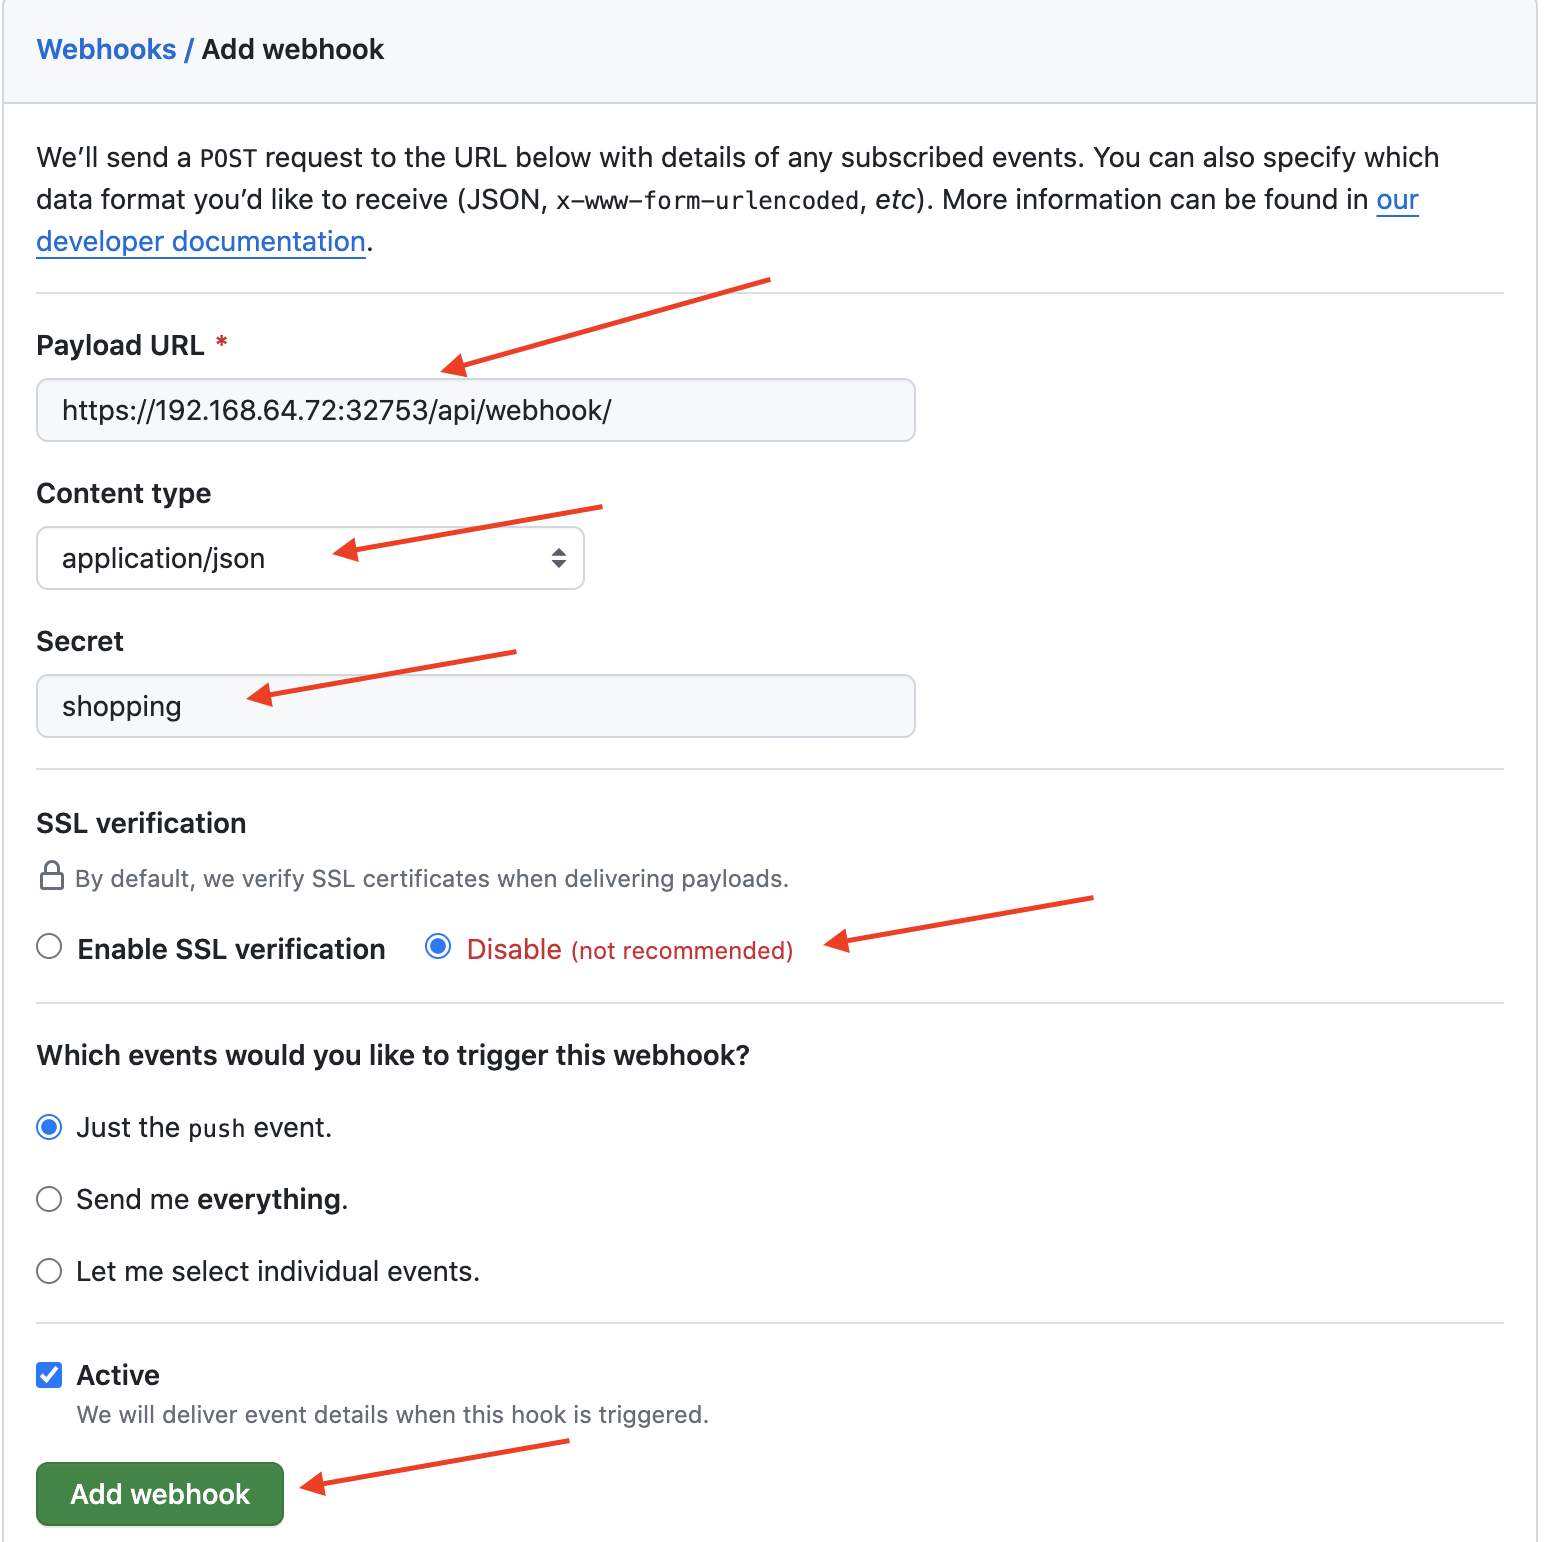 Webhooks / Add webhook
We’ll send a POST request to the URL below with details of any subscribed events. You can also specify which
data format you’d like to receive (JSON, x-www-form-urlencoded, etc). More information can be found in our
developer documentation.
Payload URL *
https://192.168.64.72:32753/api/webhook/
Content type
application/json
Secret
shopping
SSL verification
By default, we verify SSL certificates when delivering payloads.
Enable SSL verification Disable (not recommended)
Which events would you like to trigger this webhook?
Just the push event.
Send me everything.
Let me select individual events.
Active
We will deliver event details when this hook is triggered.
Add webhook